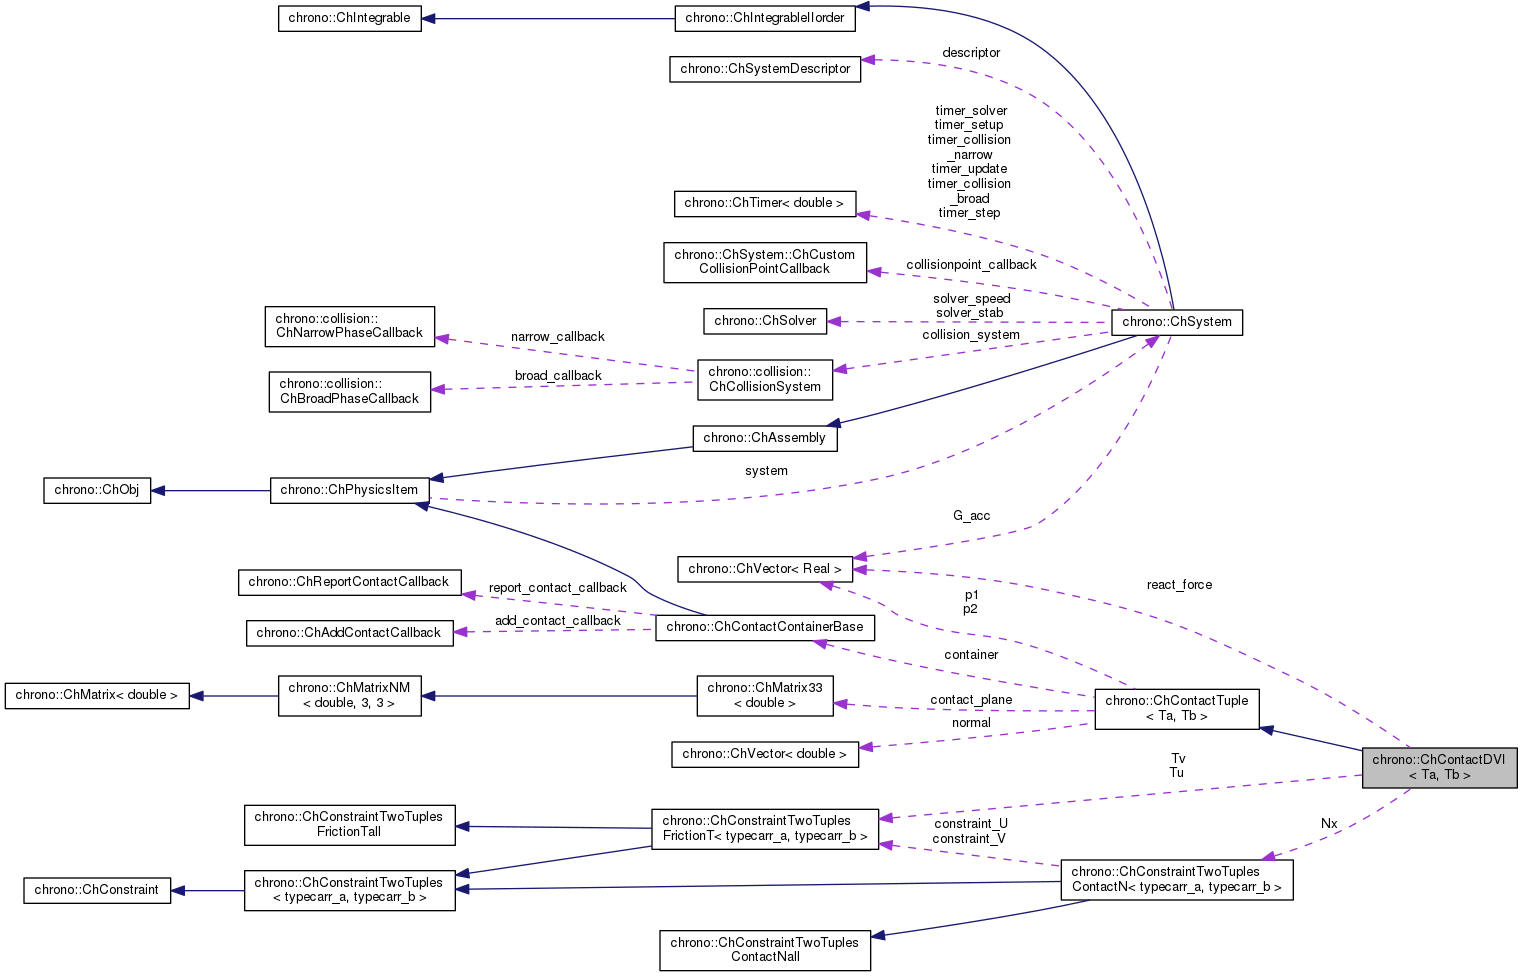 chrono::ChIntegrable
chrono::ChIntegrableIIorder
descriptor
chrono::ChSystemDescriptor
timer_solver
timer_setup
timer_collision
_narrow
timer_update
timer_collision
_broad
timer_step
chrono::ChTimer< double >
chrono::ChSystem::ChCustom
CollisionPointCallback
collisionpoint_callback
solver_speed
solver_stab
chrono::ChSolver
chrono::ChSystem
collision_system
chrono::collision::
ChNarrowPhaseCallback
narrow_callback
chrono::collision::
ChCollisionSystem
chrono::collision::
ChBroadPhaseCallback
broad_callback
chrono::ChAssembly
system
chrono::ChObj
chrono::ChPhysicsItem
G_acc
chrono::ChVector< Real >
react_force
chrono::ChReportContactCallback
report_contact_callback
p1
p2
chrono::ChAddContactCallback
add_contact_callback
chrono::ChContactContainerBase
container
chrono::ChMatrix< double >
chrono::ChMatrixNM
< double, 3, 3 >
chrono::ChMatrix33
< double >
contact_plane
chrono::ChContactTuple
< Ta, Tb >
normal
chrono::ChVector< double >
chrono::ChContactDVI
< Ta, Tb >
Tv
Tu
chrono::ChConstraintTwoTuples
FrictionTall
chrono::ChConstraintTwoTuples
FrictionT< typecarr_a, typecarr_b >
constraint_U
constraint_V
Nx
chrono::ChConstraint
chrono::ChConstraintTwoTuples
< typecarr_a, typecarr_b >
chrono::ChConstraintTwoTuples
ContactN< typecarr_a, typecarr_b >
chrono::ChConstraintTwoTuples
ContactNall